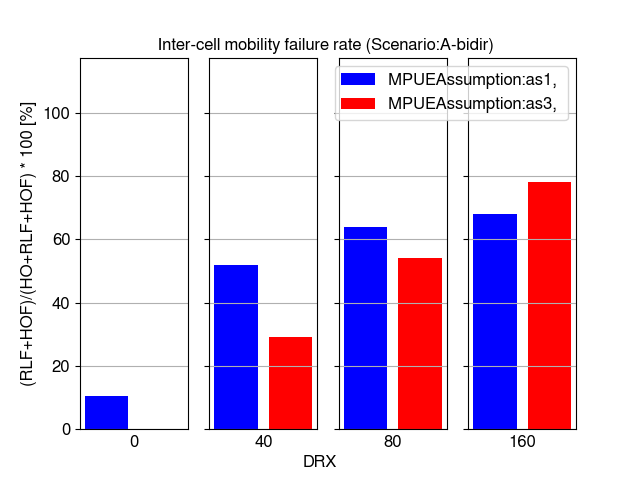 Inter-cell mobility failure rate (Scenario:A-bidir)
MPUEAssumption:as1,
MPUEAssumption:as3,
(RLF+HOF)/(HO+RLF+HOF) * 100 [%]
100
80
60
40
20
0
0 40 80 160
DRX